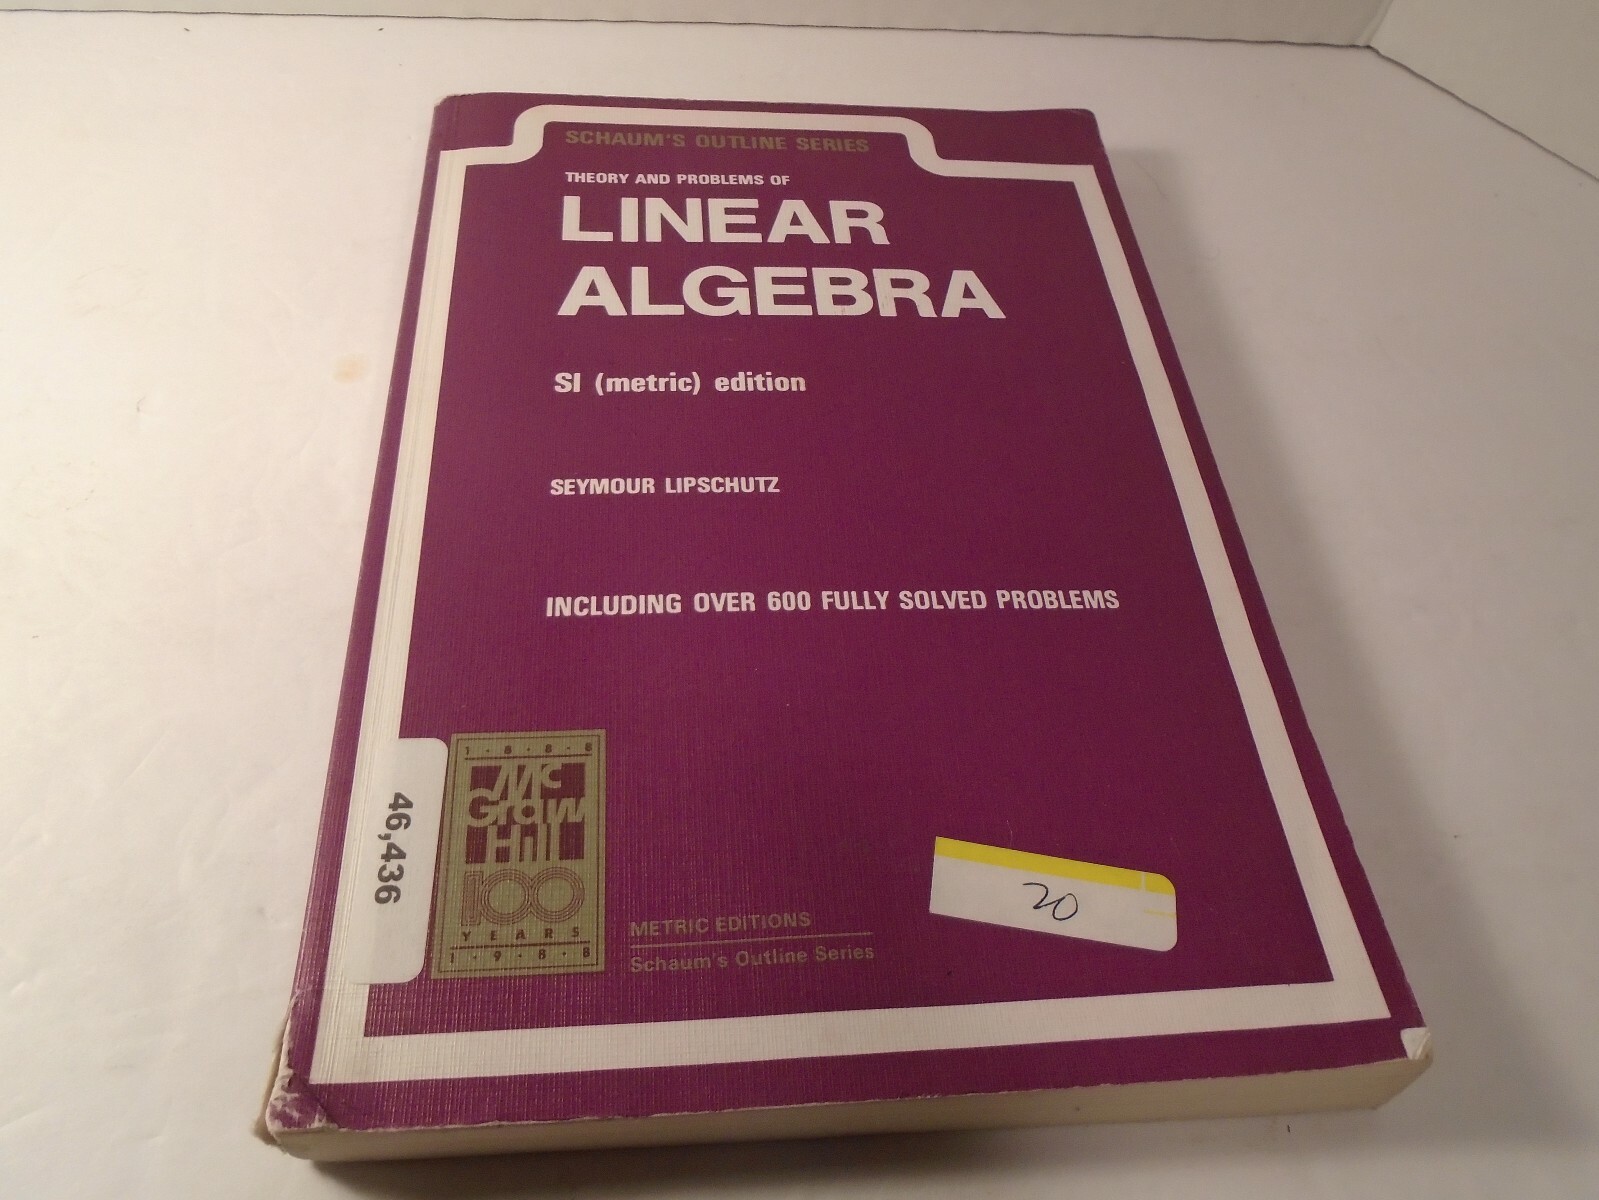 SCHAUM'S OUTLINE SERIES
THEORY AND PROBLEMS OF
LINEAR
ALGEBRA
SI (metric) edition
SEYMOUR LIPSCHUTZ
INCLUDING OVER 600 FULLY SOLVED PROBLEMS
46,436
1·8·8·8
Mc
Graw
Hill
100
YEARS
1·9·8·8
METRIC EDITIONS
Schaum's Outline Series
20